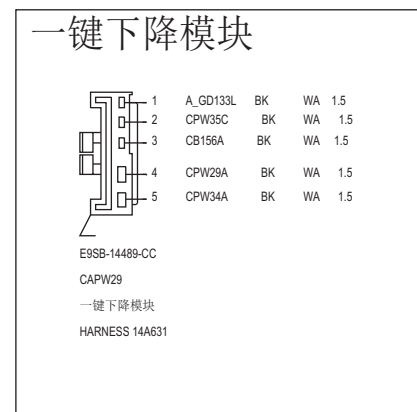 一键下降模块
1 A_GD133L BK WA 1.5
2 CPW35C BK WA 1.5
3 CB156A BK WA 1.5
4 CPW29A BK WA 1.5
5 CPW34A BK WA 1.5
E9SB-14489-CC
CAPW29
一键下降模块
HARNESS 14A631